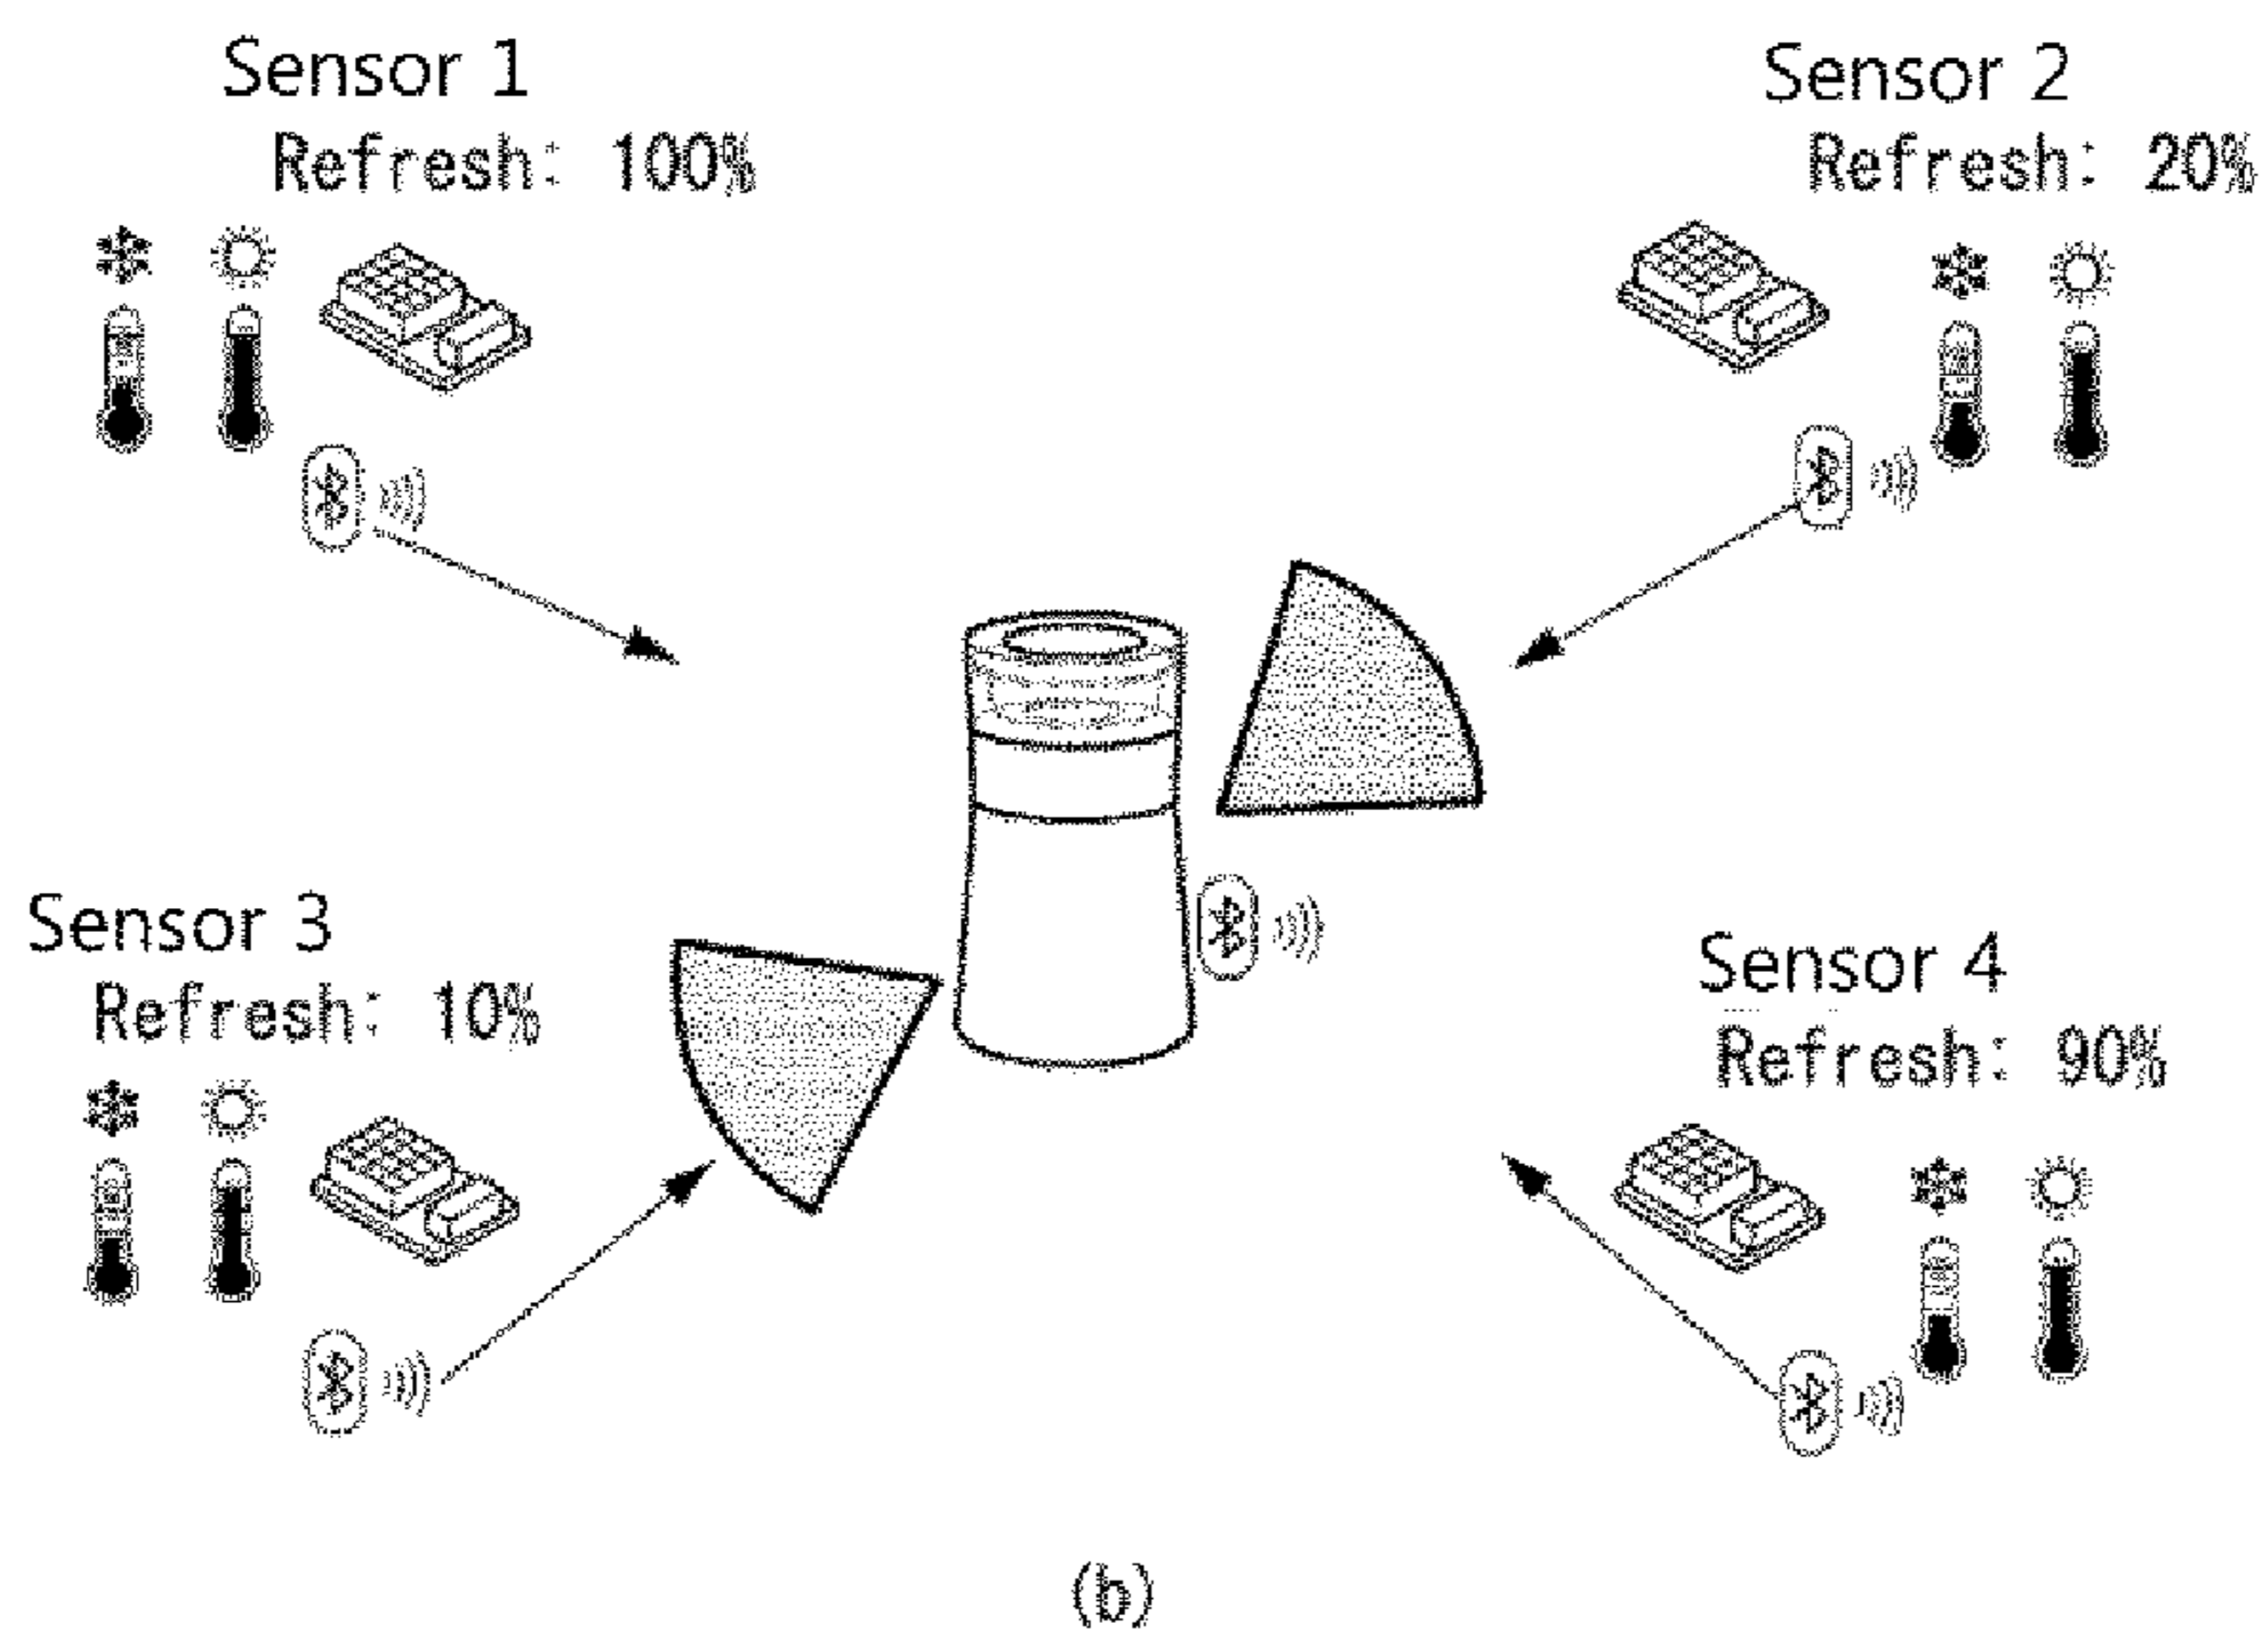 Sensor 1
Refresh: 100%
Sensor 2
Refresh: 20%
Sensor 3
Refresh: 10%
Sensor 4
Refresh: 90%
(b)